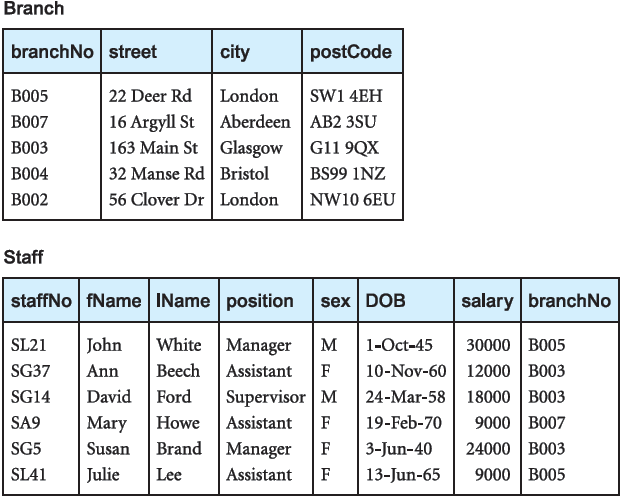 Branch
branchNo street city postCode
B005 22 Deer Rd London SW1 4EH
B007 16 Argyll St Aberdeen AB2 3SU
B003 163 Main St Glasgow G11 9QX
B004 32 Manse Rd Bristol BS99 1NZ
B002 56 Clover Dr London NW10 6EU
Staff
staffNo fName lName position sex DOB salary branchNo
SL21 John White Manager M 1-Oct-45 30000 B005
SG37 Ann Beech Assistant F 10-Nov-60 12000 B003
SG14 David Ford Supervisor M 24-Mar-58 18000 B003
SA9 Mary Howe Assistant F 19-Feb-70 9000 B007
SG5 Susan Brand Manager F 3-Jun-40 24000 B003
SL41 Julie Lee Assistant F 13-Jun-65 9000 B005